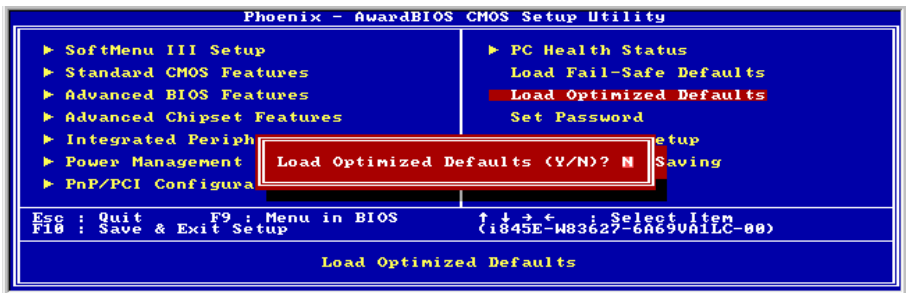 Phoenix - AwardBIOS CMOS Setup Utility
SoftMenu III Setup
Standard CMOS Features
Advanced BIOS Features
Advanced Chipset Features
Integrated Periph
Power Management
PnP/PCI Configura
PC Health Status
Load Fail-Safe Defaults
Load Optimized Defaults
Set Password
etup
Saving
Load Optimized Defaults (Y/N)? N
Esc : Quit F9 : Menu in BIOS ↑ ↓ → ← : Select Item
F10 : Save & Exit Setup (i845E-W83627-6A69VA1LC-00)
Load Optimized Defaults